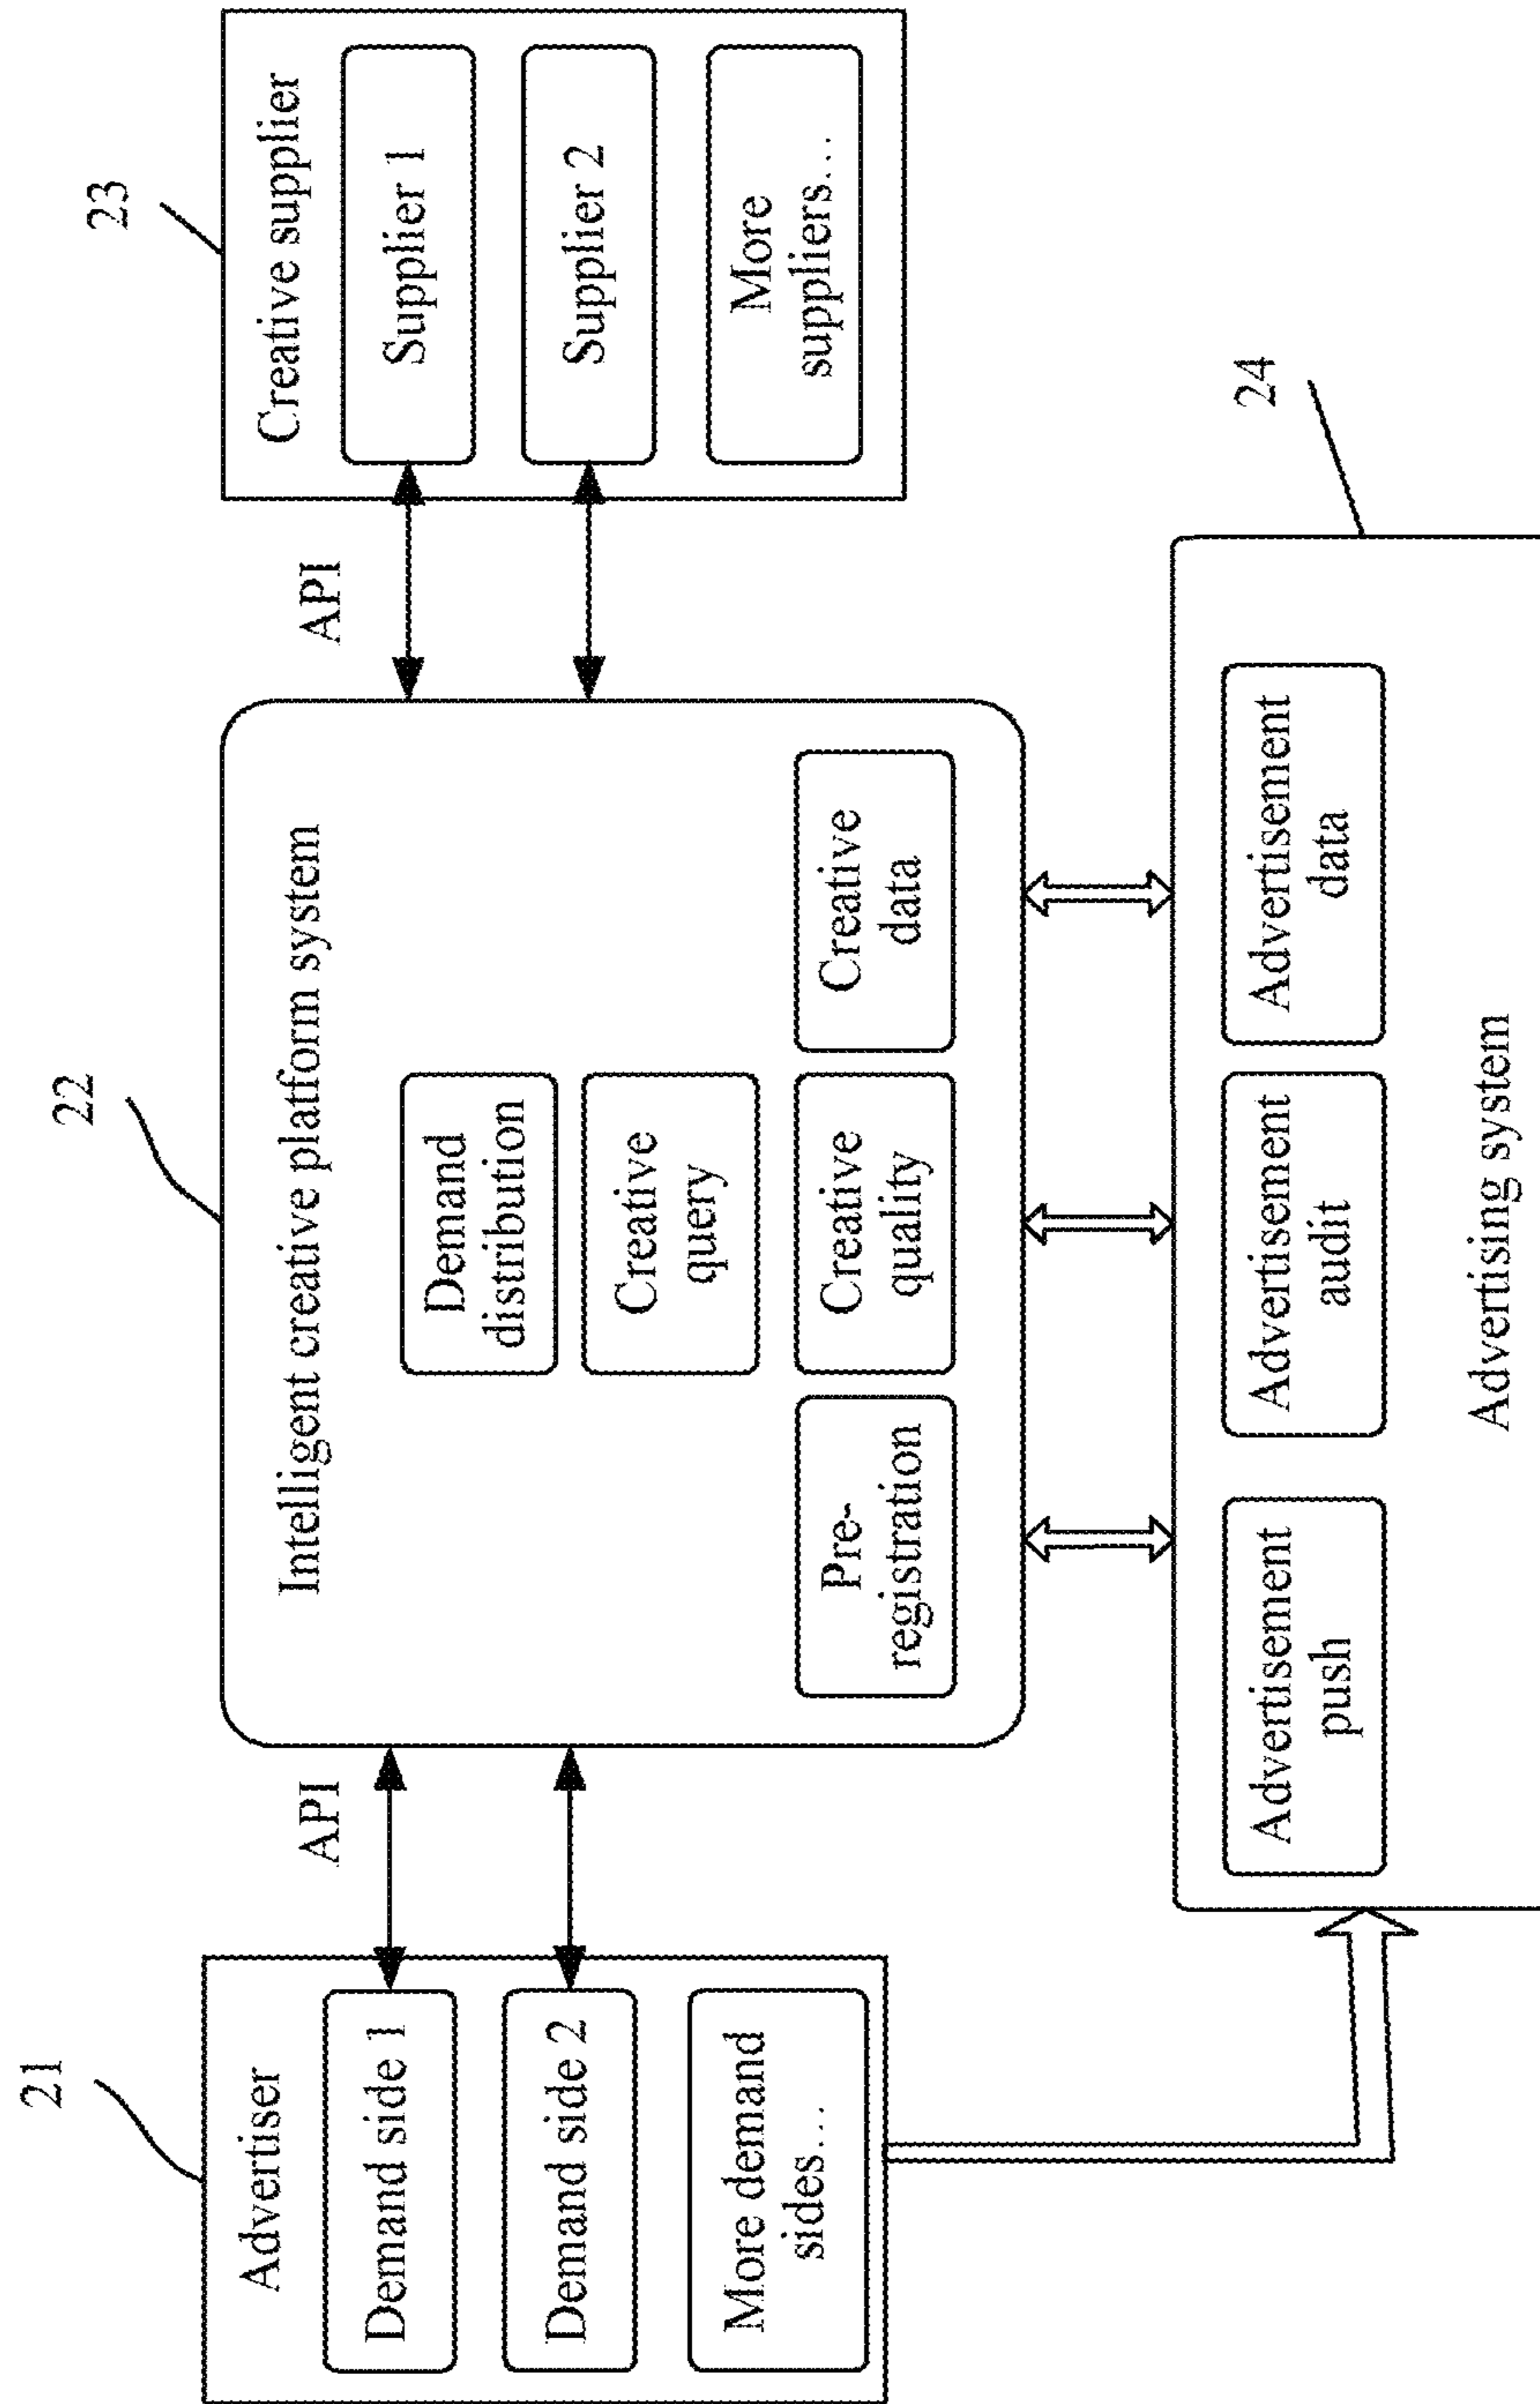 21
Advertiser
Demand side 1
Demand side 2
More demand
sides...
API
22
Intelligent creative platform system
Demand
distribution
Creative
query
Pre-
registration
Creative
quality
Creative
data
API
23
Creative supplier
Supplier 1
Supplier 2
More
suppliers...
24
Advertisement
push
Advertisement
audit
Advertisement
data
Advertising system